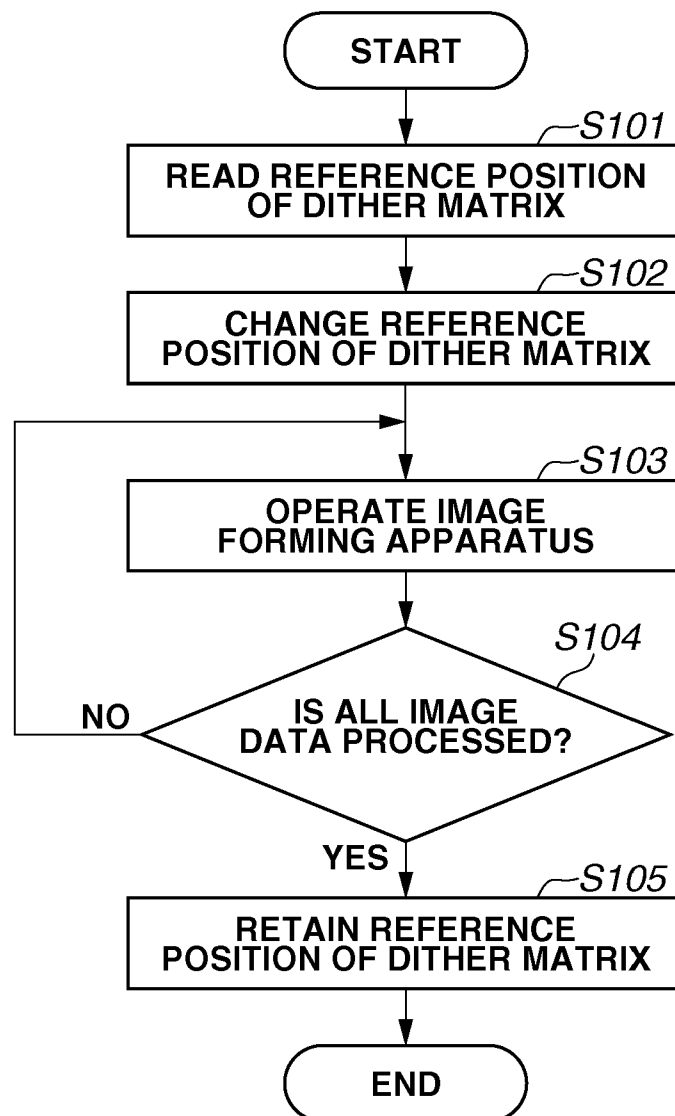 START
S101
READ REFERENCE POSITION
OF DITHER MATRIX
S102
CHANGE REFERENCE
POSITION OF DITHER MATRIX
S103
OPERATE IMAGE
FORMING APPARATUS
S104
IS ALL IMAGE
DATA PROCESSED?
NO
YES
S105
RETAIN REFERENCE
POSITION OF DITHER MATRIX
END